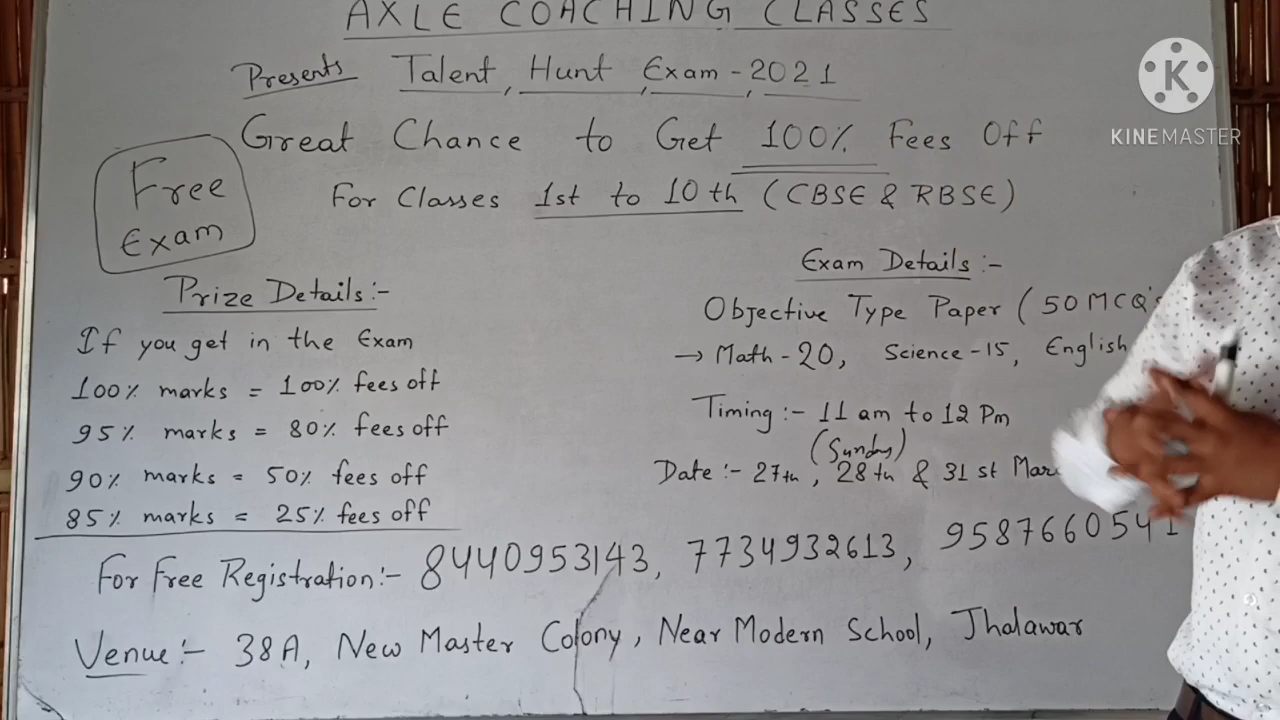 AXLE COACHING CLASSES
Presents Talent Hunt Exam-2021
Great Chance to Get 100% Fees Off
For Classes 1st to 10th (CBSE & RBSE)
Free
Exam
Prize Details:-
If you get in the Exam
100% marks = 100% fees off
95% marks = 80% fees off
90% marks = 50% fees off
85% marks = 25% fees off
Exam Details:-
Objective Type Paper (50 MCQ's
→ Math-20, Science-15, English
Timing:- 11 am to 12 Pm
(Sunday)
Date:- 27th, 28th & 31st Mar
For Free Registration:- 8440953143, 7734932613, 9587660541
Venue:- 38A, New Master Colony, Near Modern School, Jhalawar
K
KINEMASTER